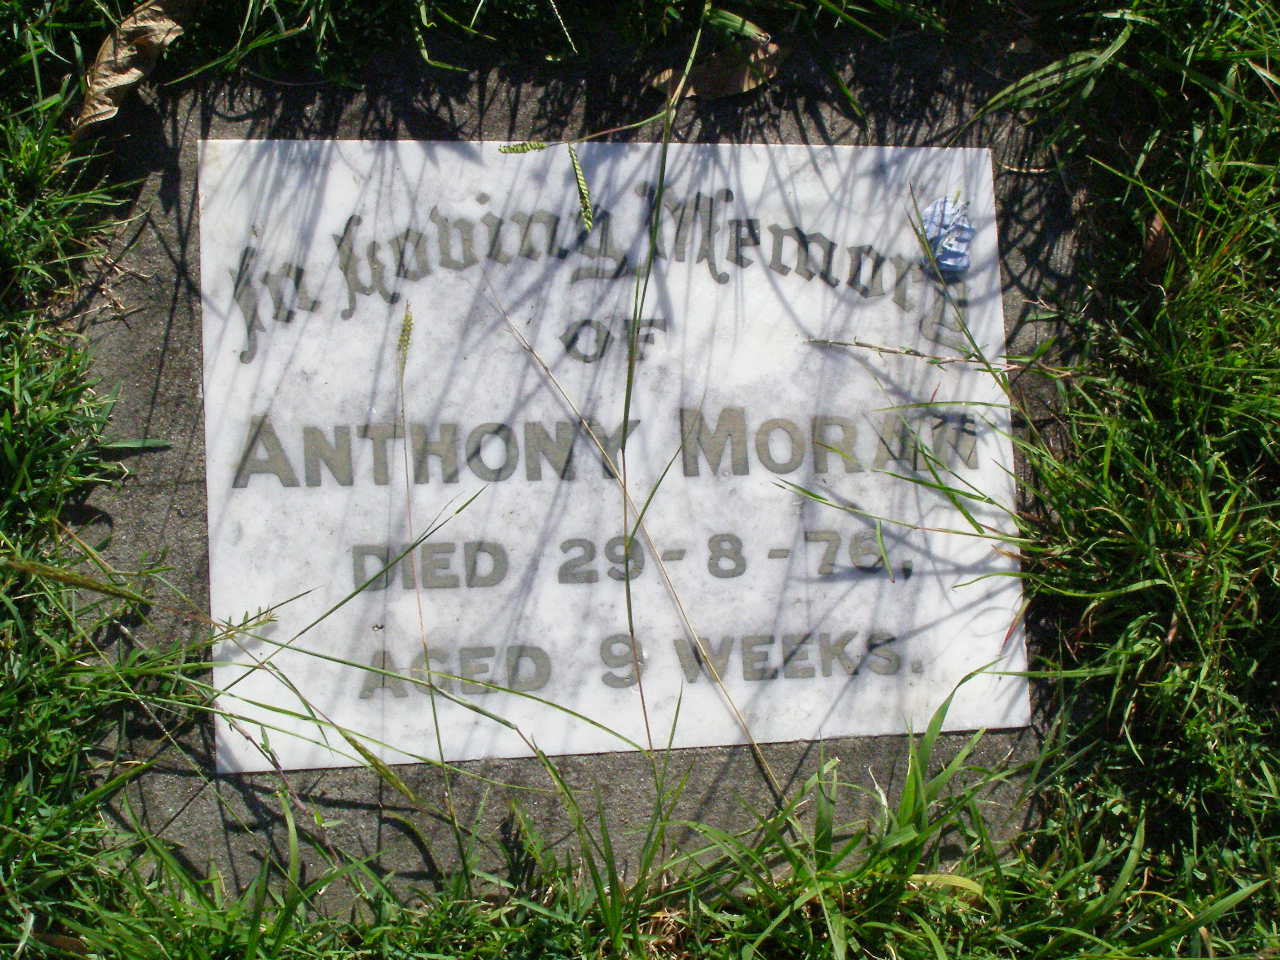 In Loving Memory
OF
ANTHONY MORAN
DIED 29-8-76,
AGED 9 WEEKS.